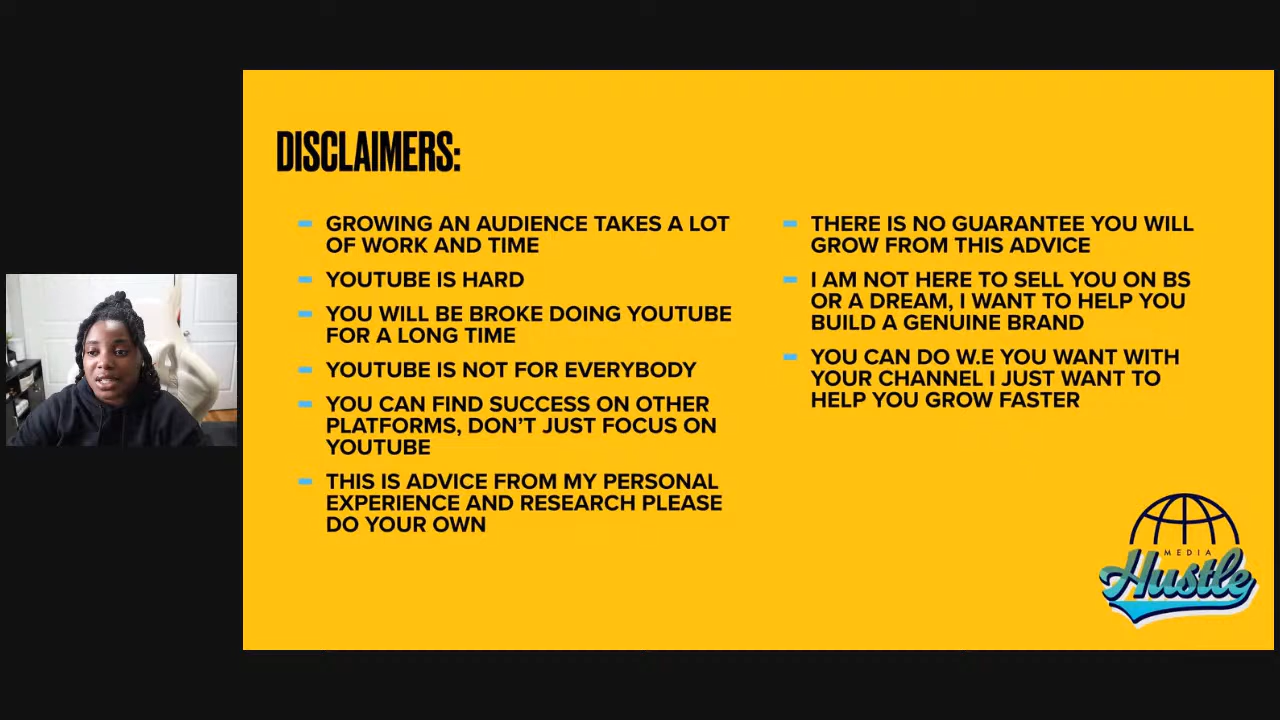 DISCLAIMERS:
GROWING AN AUDIENCE TAKES A LOT
OF WORK AND TIME
YOUTUBE IS HARD
YOU WILL BE BROKE DOING YOUTUBE
FOR A LONG TIME
YOUTUBE IS NOT FOR EVERYBODY
YOU CAN FIND SUCCESS ON OTHER
PLATFORMS, DON’T JUST FOCUS ON
YOUTUBE
THIS IS ADVICE FROM MY PERSONAL
EXPERIENCE AND RESEARCH PLEASE
DO YOUR OWN
THERE IS NO GUARANTEE YOU WILL
GROW FROM THIS ADVICE
I AM NOT HERE TO SELL YOU ON BS
OR A DREAM, I WANT TO HELP YOU
BUILD A GENUINE BRAND
YOU CAN DO W.E YOU WANT WITH
YOUR CHANNEL I JUST WANT TO
HELP YOU GROW FASTER
MEDIA
Hustle